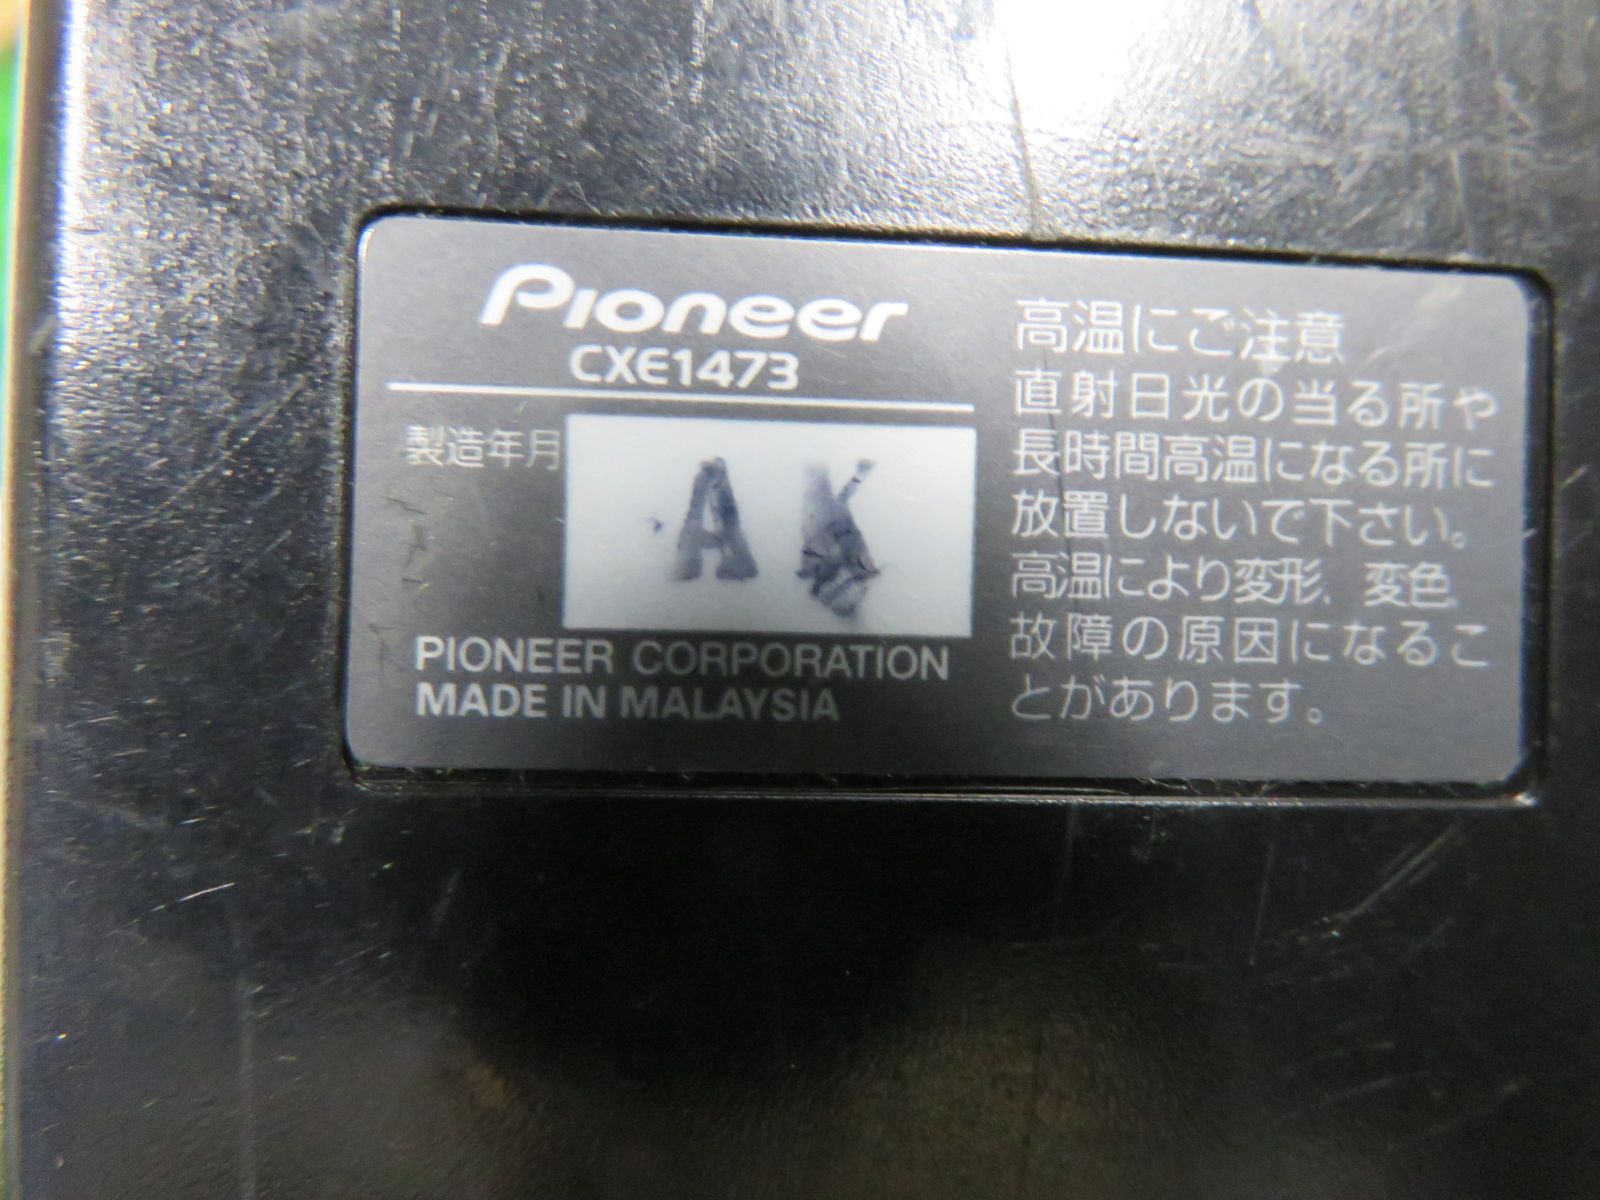 Pioneer
CXE1473
製造年月
A K
PIONEER CORPORATION
MADE IN MALAYSIA
高温にご注意
直射日光の当る所や
長時間高温になる所に
放置しないで下さい。
高温により変形、変色、
故障の原因になるこ
とがあります。